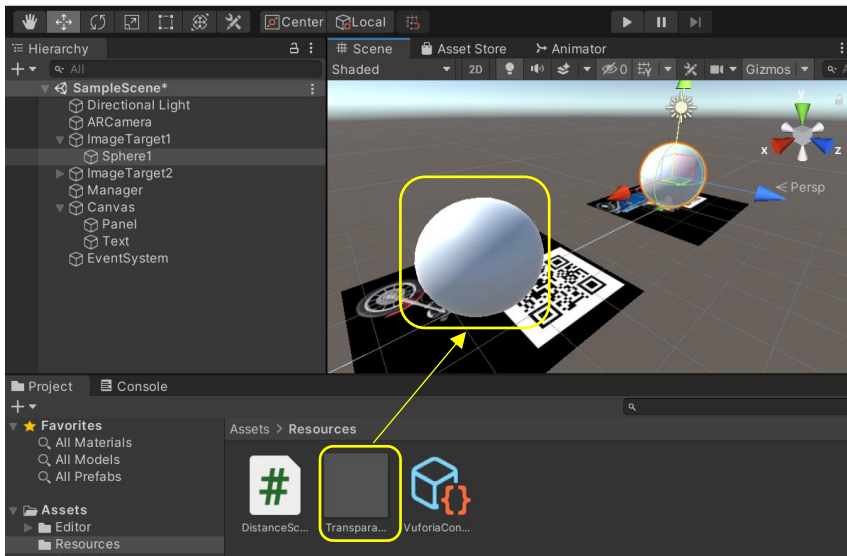 Center
Local
Hierarchy
All
SampleScene*
Directional Light
ARCamera
ImageTarget1
Sphere1
ImageTarget2
Manager
Canvas
Panel
Text
EventSystem
Scene
Asset Store
Animator
Shaded
2D
0
Gizmos
A
y
x
z
Persp
Project
Console
Favorites
All Materials
All Models
All Prefabs
Assets
Editor
Resources
Assets > Resources
DistanceSc...
Transpara...
VuforiaCon...